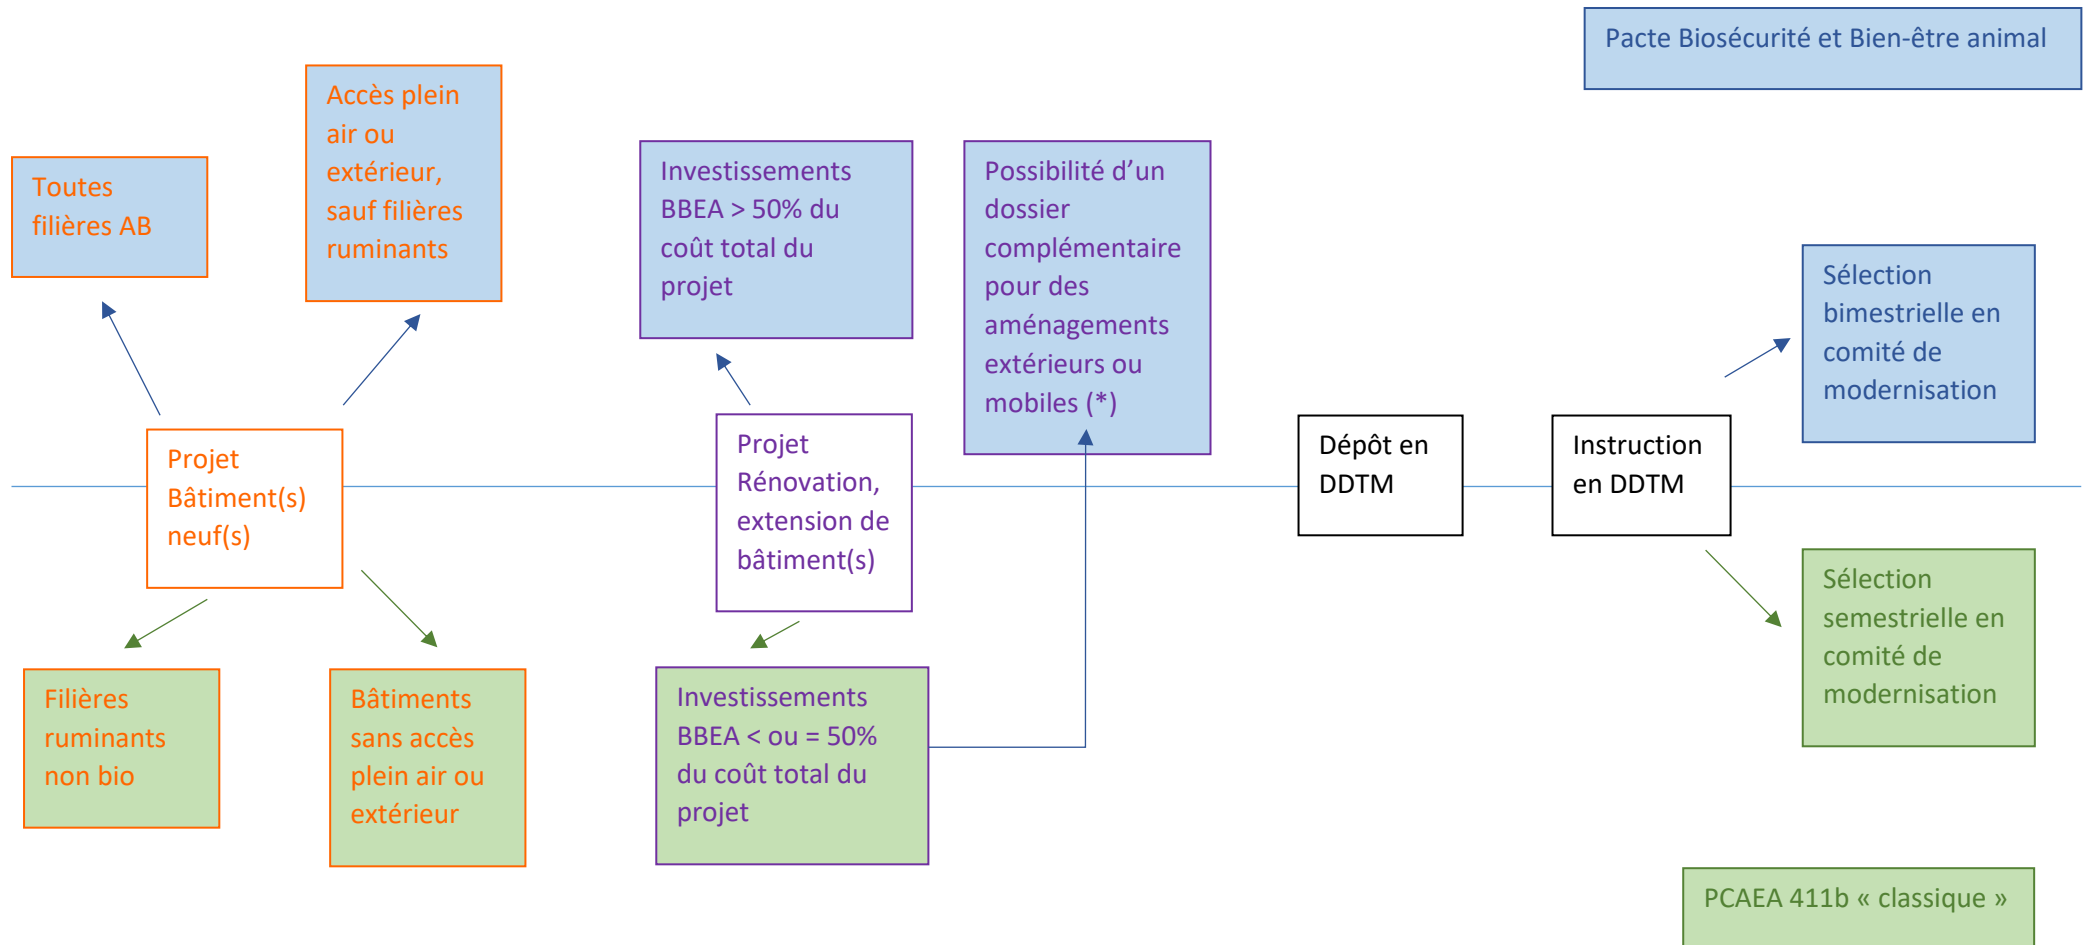 Pacte Biosécurité et Bien-être animal
Toutes
filières AB
Accès plein
air ou
extérieur,
sauf filières
ruminants
Investissements
BBEA > 50% du
coût total du
projet
Possibilité d’un
dossier
complémentaire
pour des
aménagements
extérieurs ou
mobiles (*)
Sélection
bimestrielle en
comité de
modernisation
Projet
Bâtiment(s)
neuf(s)
Projet
Rénovation,
extension de
bâtiment(s)
Dépôt en
DDTM
Instruction
en DDTM
Filières
ruminants
non bio
Bâtiments
sans accès
plein air ou
extérieur
Investissements
BBEA < ou = 50%
du coût total du
projet
Sélection
semestrielle en
comité de
modernisation
PCAEA 411b « classique »